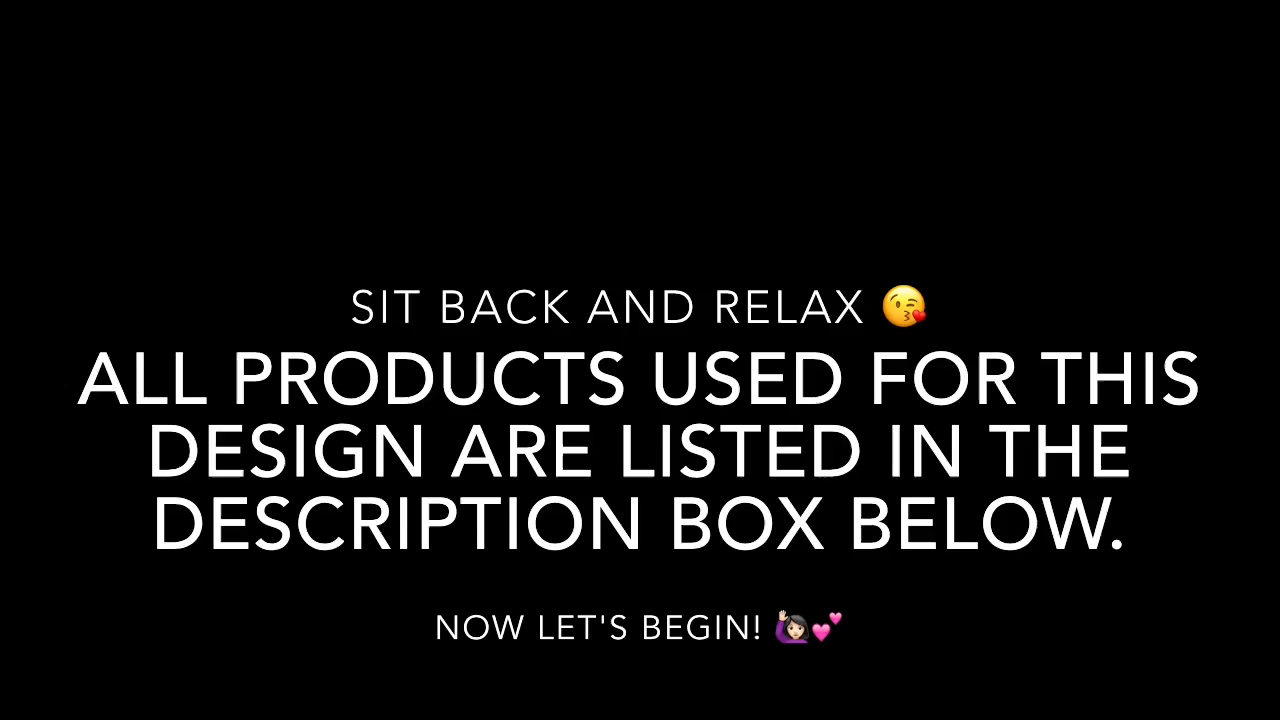 SIT BACK AND RELAX 😘
ALL PRODUCTS USED FOR THIS
DESIGN ARE LISTED IN THE
DESCRIPTION BOX BELOW.
NOW LET'S BEGIN! 🙋🏻‍♀️💕